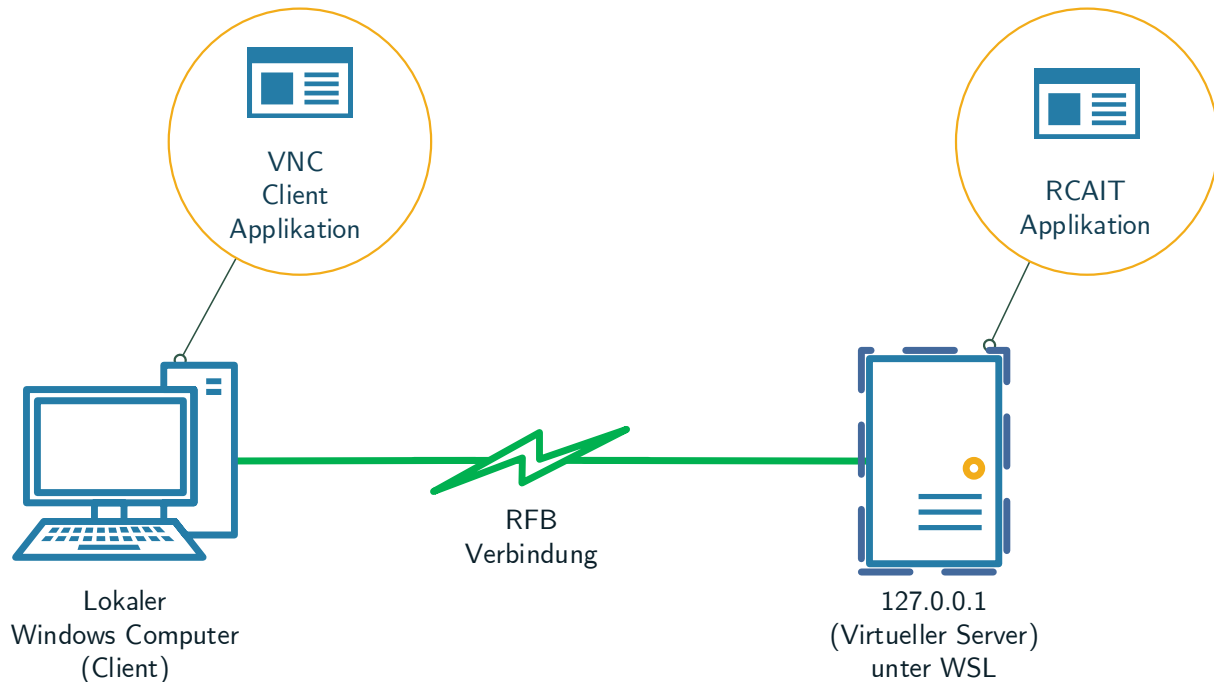 VNC
Client
Applikation
RCAIT
Applikation
RFB
Verbindung
Lokaler
Windows Computer
(Client)
127.0.0.1
(Virtueller Server)
unter WSL